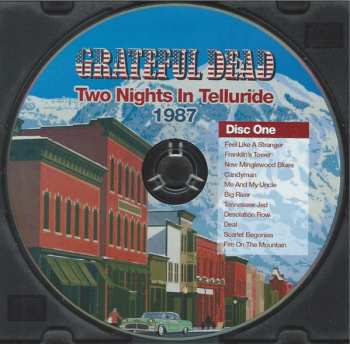 GRATEFUL DEAD
Two Nights In Telluride
1987
Disc One
Feel Like A Stranger
Franklin's Tower
New Minglewood Blues
Candyman
Me And My Uncle
Big River
Tennessee Jed
Desolation Row
Deal
Scarlet Begonias
Fire On The Mountain